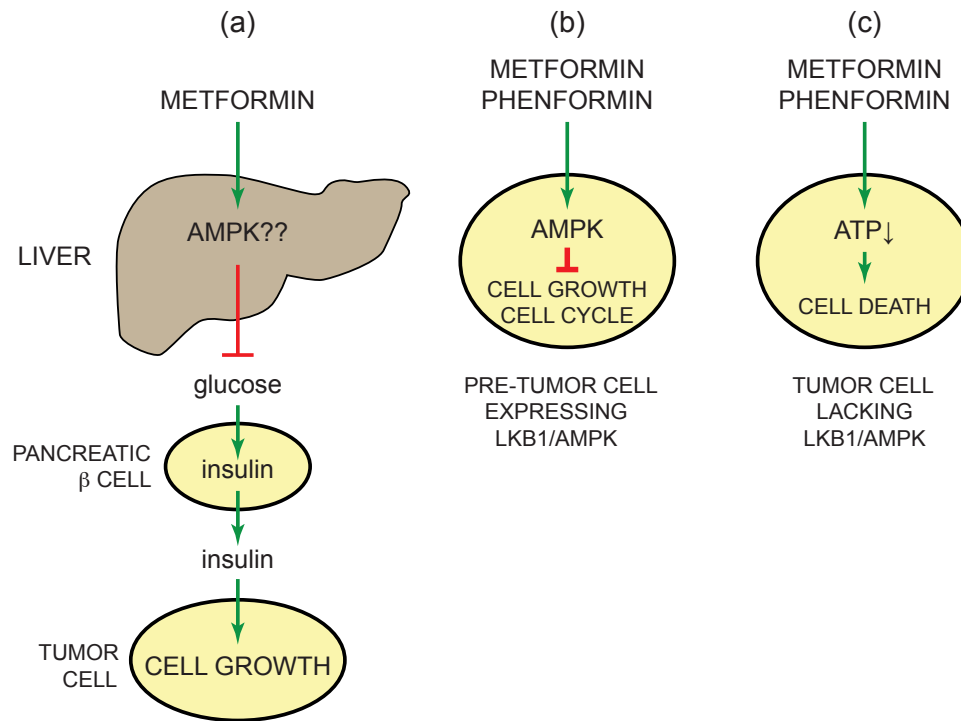 (a)
METFORMIN
LIVER
AMPK??
glucose
PANCREATIC
β CELL
insulin
insulin
TUMOR
CELL
CELL GROWTH
(b)
METFORMIN
PHENFORMIN
AMPK
CELL GROWTH
CELL CYCLE
PRE-TUMOR CELL
EXPRESSING
LKB1/AMPK
(c)
METFORMIN
PHENFORMIN
ATP↓
CELL DEATH
TUMOR CELL
LACKING
LKB1/AMPK